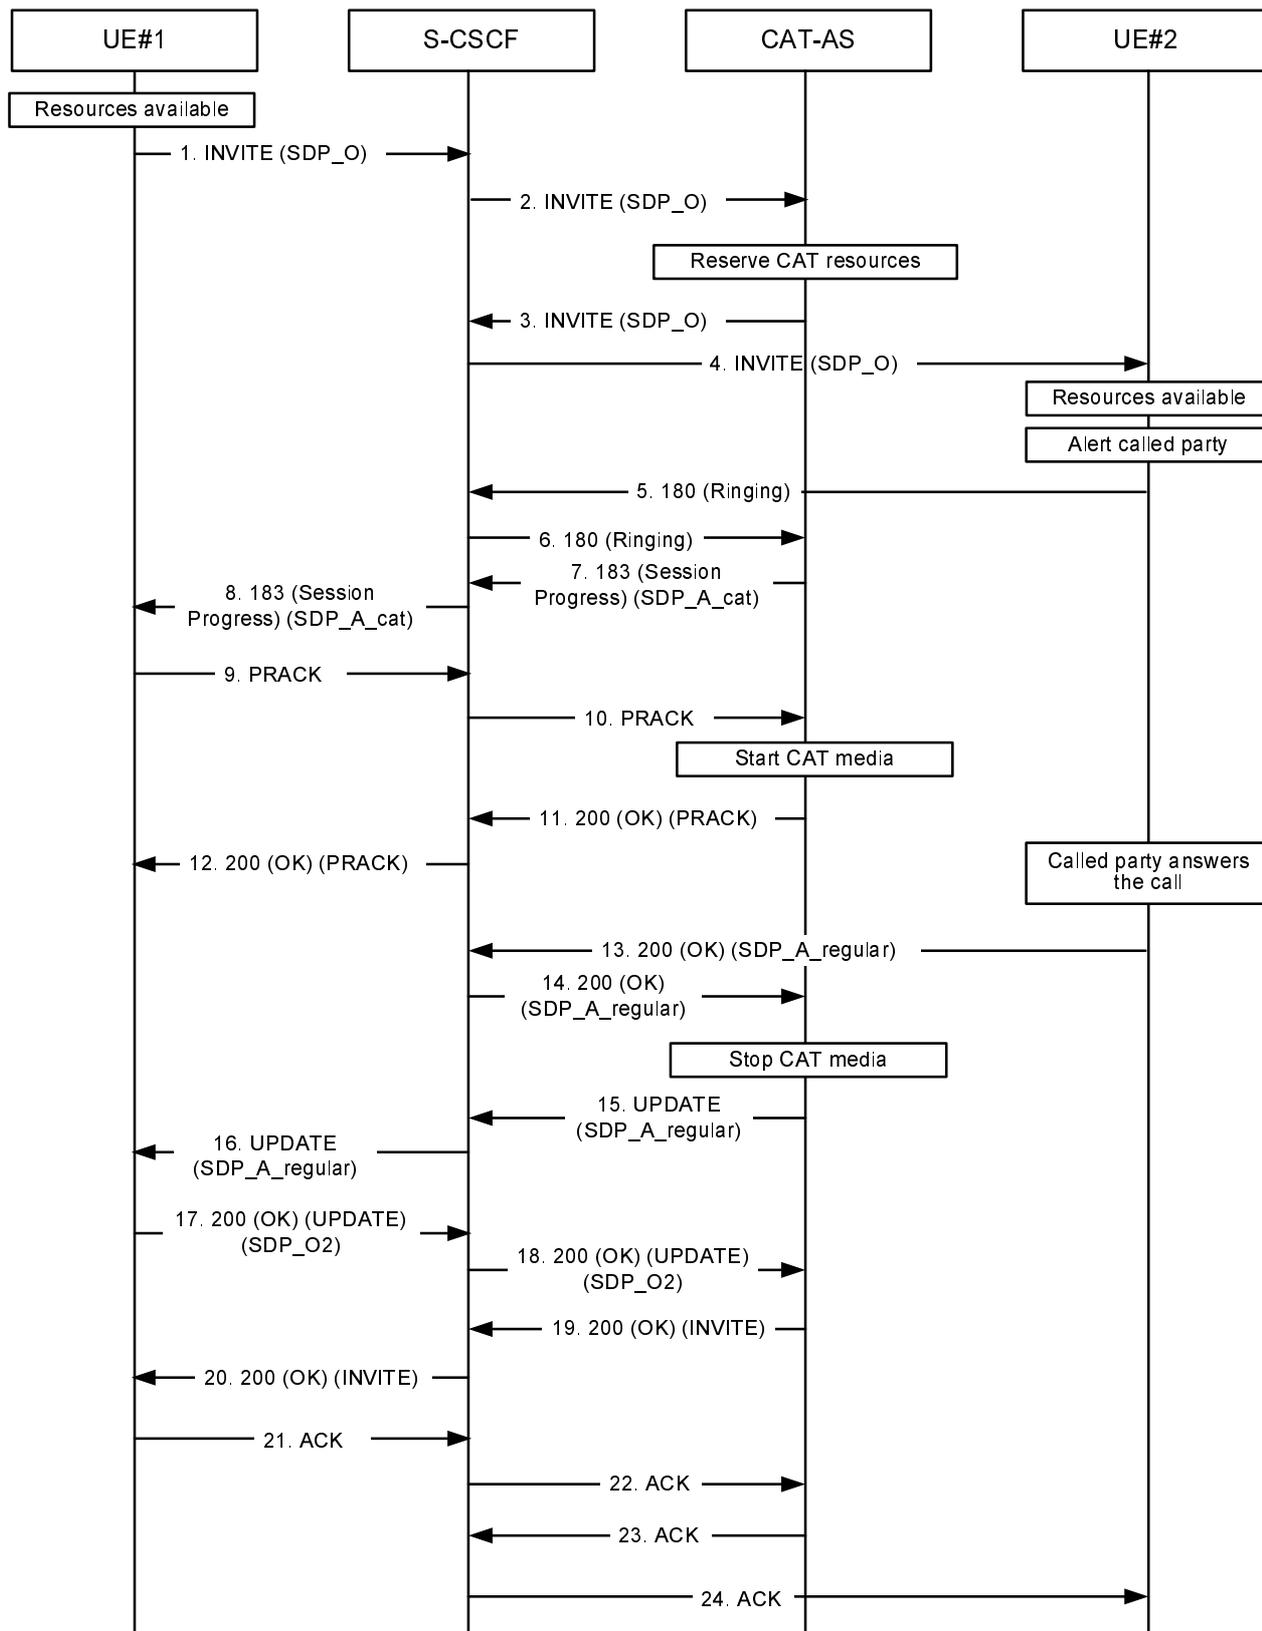 UE#1
S-CSCF
CAT-AS
UE#2
Resources available
1. INVITE (SDP_O)
2. INVITE (SDP_O)
Reserve CAT resources
3. INVITE (SDP_O)
4. INVITE (SDP_O)
Resources available
Alert called party
5. 180 (Ringing)
6. 180 (Ringing)
7. 183 (Session
Progress) (SDP_A_cat)
8. 183 (Session
Progress) (SDP_A_cat)
9. PRACK
10. PRACK
Start CAT media
11. 200 (OK) (PRACK)
12. 200 (OK) (PRACK)
Called party answers
the call
13. 200 (OK) (SDP_A_regular)
14. 200 (OK)
(SDP_A_regular)
Stop CAT media
15. UPDATE
(SDP_A_regular)
16. UPDATE
(SDP_A_regular)
17. 200 (OK) (UPDATE)
(SDP_O2)
18. 200 (OK) (UPDATE)
(SDP_O2)
19. 200 (OK) (INVITE)
20. 200 (OK) (INVITE)
21. ACK
22. ACK
23. ACK
24. ACK